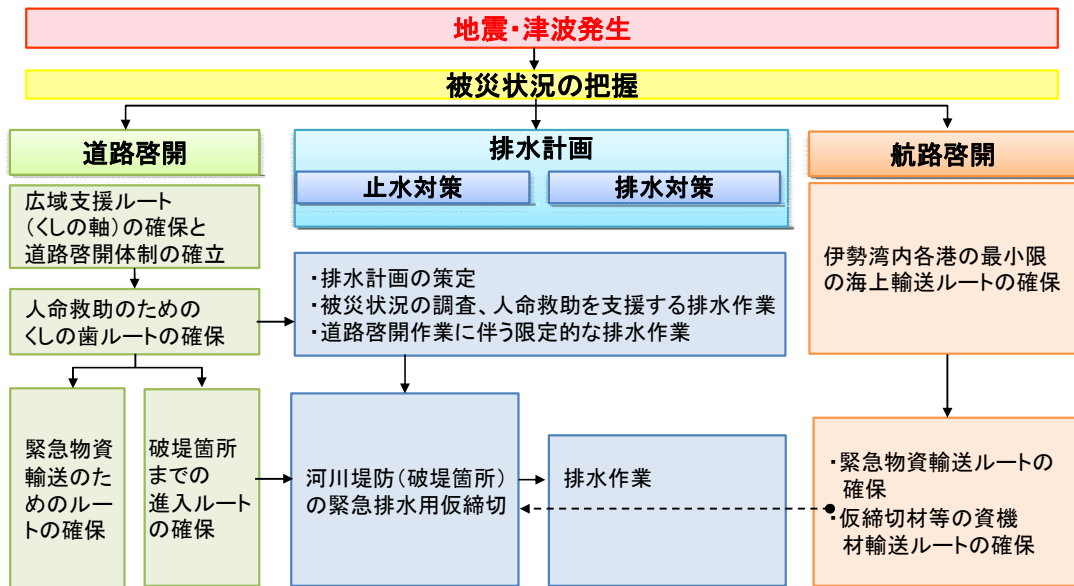 地震・津波発生
被災状況の把握
道路啓開
広域支援ルート
(くしの軸)の確保と
道路啓開体制の確立
人命救助のための
くしの歯ルートの確保
緊急物資
輸送のた
めのルー
トの確保
破堤箇所
までの
進入ルート
の確保
排水計画
止水対策
排水対策
・排水計画の策定
・被災状況の調査、人命救助を支援する排水作業
・道路啓開作業に伴う限定的な排水作業
河川堤防(破堤箇所)
の緊急排水用仮締切
排水作業
航路啓開
伊勢湾内各港の最小限
の海上輸送ルートの確保
・緊急物資輸送ルートの
確保
・仮締切材等の資機
材輸送ルートの確保